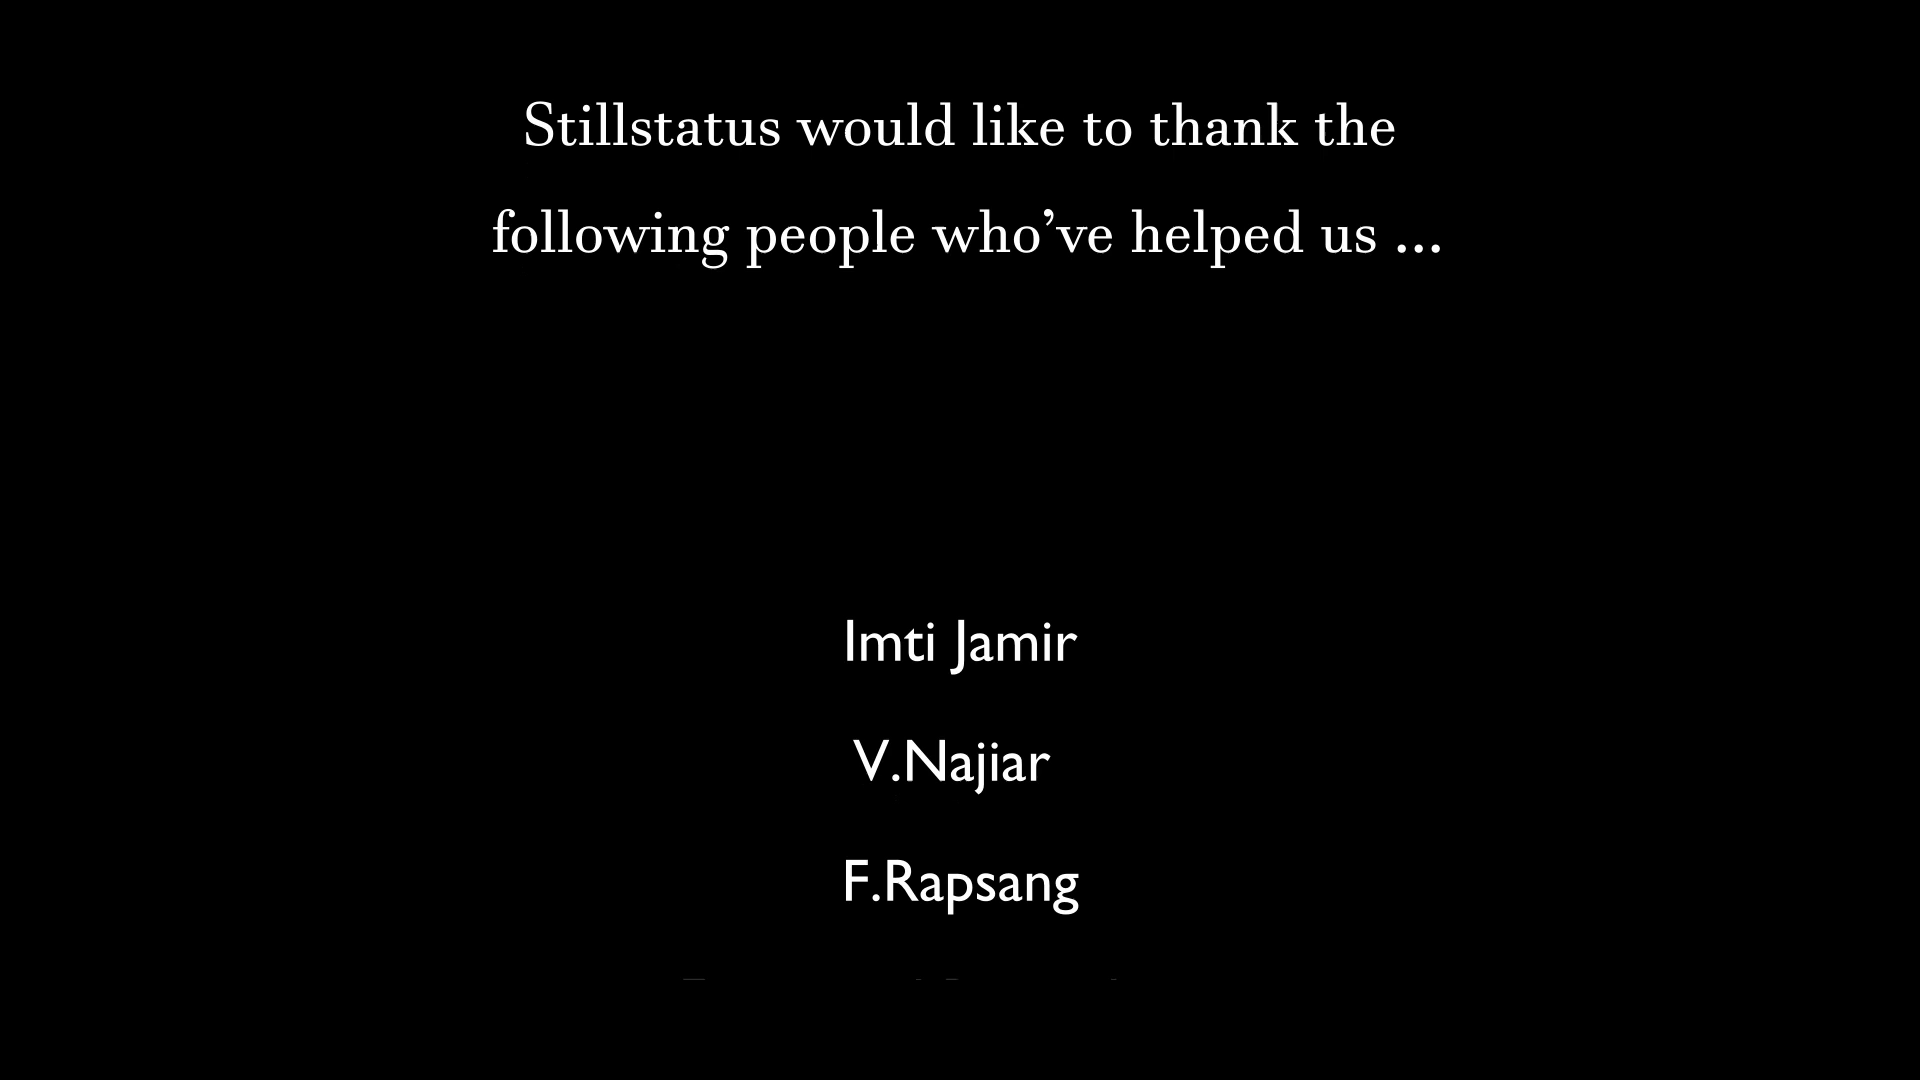 Stillstatus would like to thank the
following people who’ve helped us ...
Imti Jamir
V.Najiar
F.Rapsang